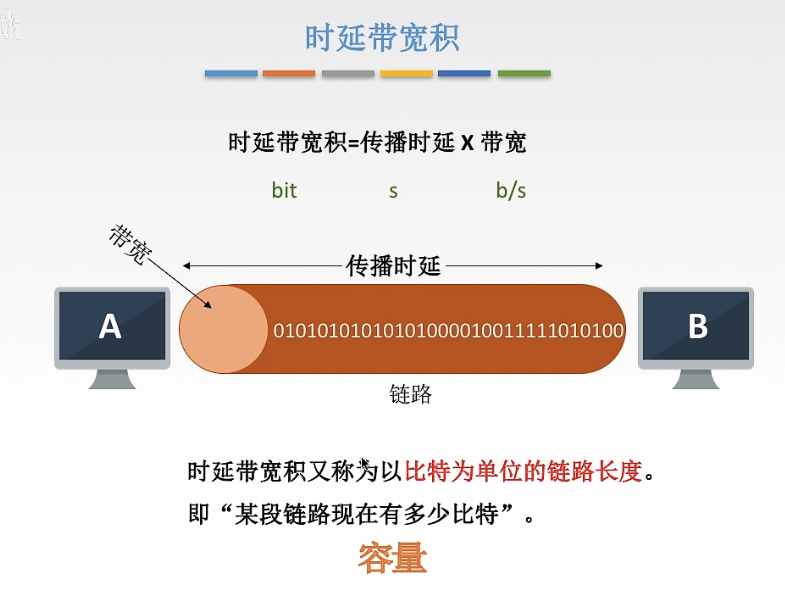 时延带宽积
时延带宽积=传播时延 X 带宽
bit s b/s
带宽
传播时延
A
01010101010101000010011111010100
B
链路
时延带宽积又称为以比特为单位的链路长度。
即“某段链路现在有多少比特”。
容量